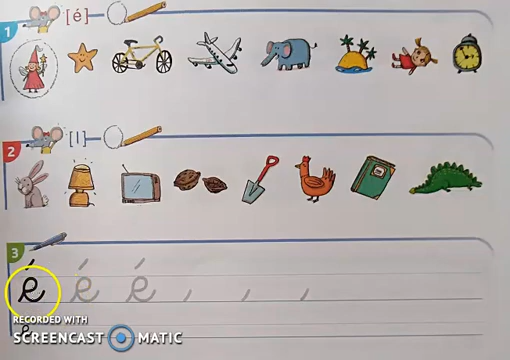 1 [é]
2 [l]
3
é é é
RECORDED WITH
SCREENCAST MATIC